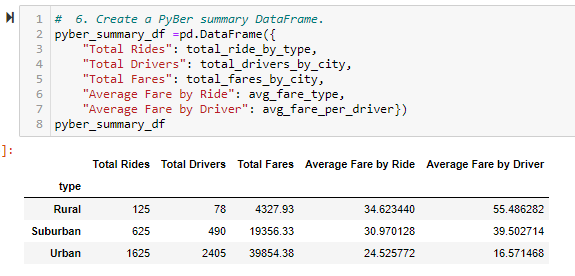 1 #  6. Create a PyBer summary DataFrame.
2 pyber_summary_df =pd.DataFrame({
3     "Total Rides": total_ride_by_type,
4     "Total Drivers": total_drivers_by_city,
5     "Total Fares": total_fares_by_city,
6     "Average Fare by Ride": avg_fare_type,
7     "Average Fare by Driver": avg_fare_per_driver})
8 pyber_summary_df
]:
Total Rides Total Drivers Total Fares Average Fare by Ride Average Fare by Driver
type
Rural 125 78 4327.93 34.623440 55.486282
Suburban 625 490 19356.33 30.970128 39.502714
Urban 1625 2405 39854.38 24.525772 16.571468